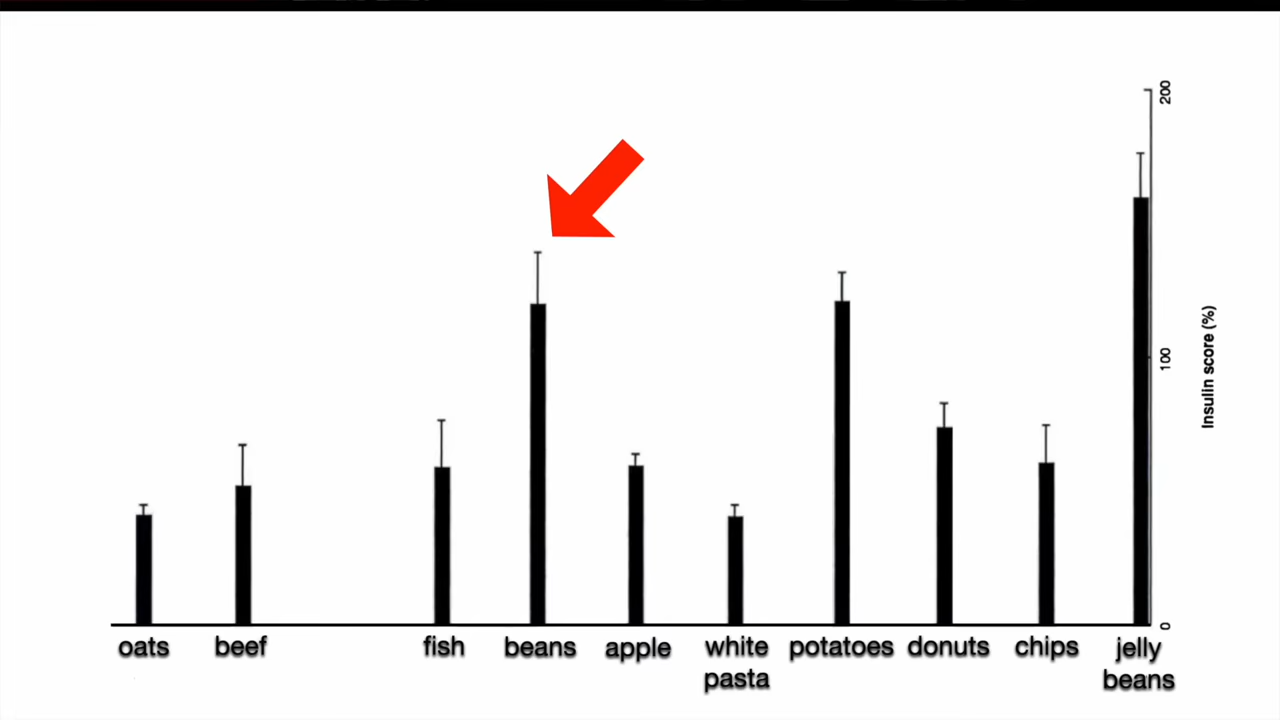 200
100
0
Insulin score (%)
oats beef fish beans apple white potatoes donuts chips jelly
pasta beans